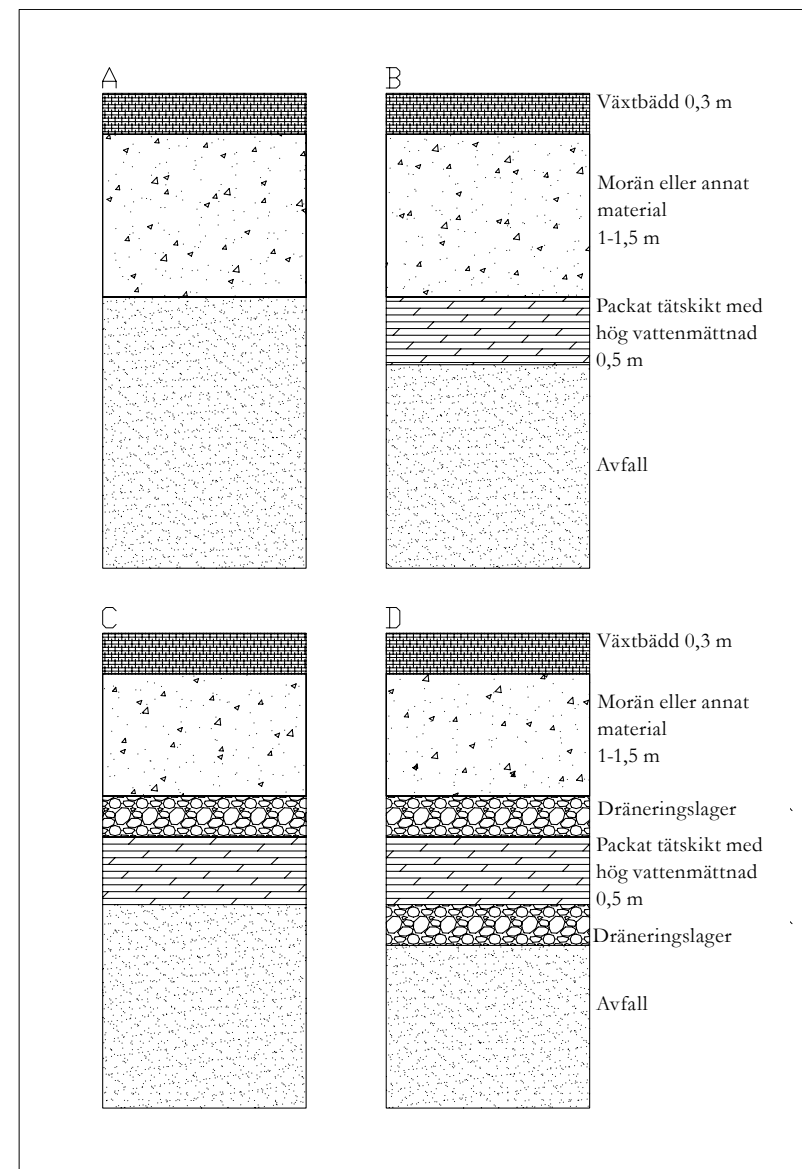 A
B
Växtbädd 0,3 m
Morän eller annat
material
1-1,5 m
Packat tätskikt med
hög vattenmättnad
0,5 m
Avfall
C
D
Växtbädd 0,3 m
Morän eller annat
material
1-1,5 m
Dräneringslager
Packat tätskikt med
hög vattenmättnad
0,5 m
Dräneringslager
Avfall